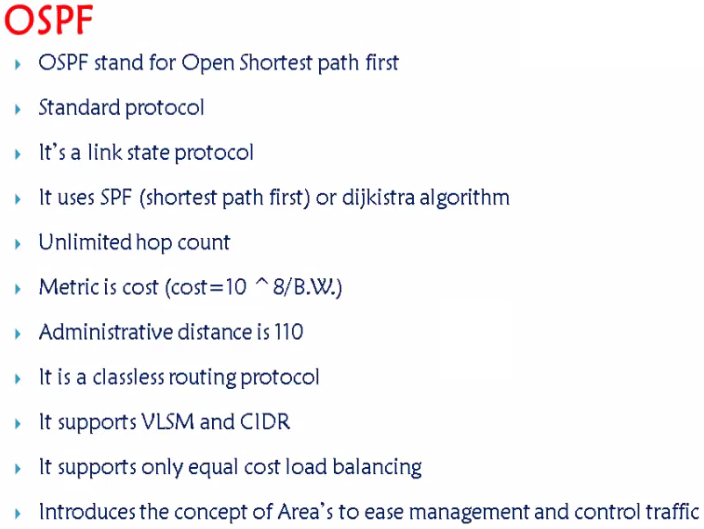 OSPF
OSPF stand for Open Shortest path first
Standard protocol
It's a link state protocol
It uses SPF (shortest path first) or dijkistra algorithm
Unlimited hop count
Metric is cost (cost=10 ^8/B.W.)
Administrative distance is 110
It is a classless routing protocol
It supports VLSM and CIDR
It supports only equal cost load balancing
Introduces the concept of Area's to ease management and control traffic